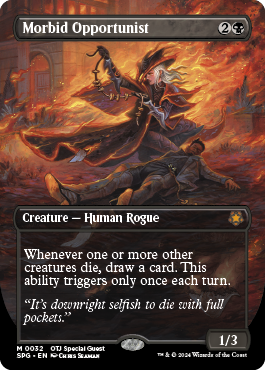 Morbid Opportunist 2
Creature — Human Rogue
Whenever one or more other
creatures die, draw a card. This
ability triggers only once each turn.
“It’s downright selfish to die with full
pockets.”
1/3
M 0032 OTJ Special Guest
SPG • EN Chris Seaman
™ & © 2024 Wizards of the Coast